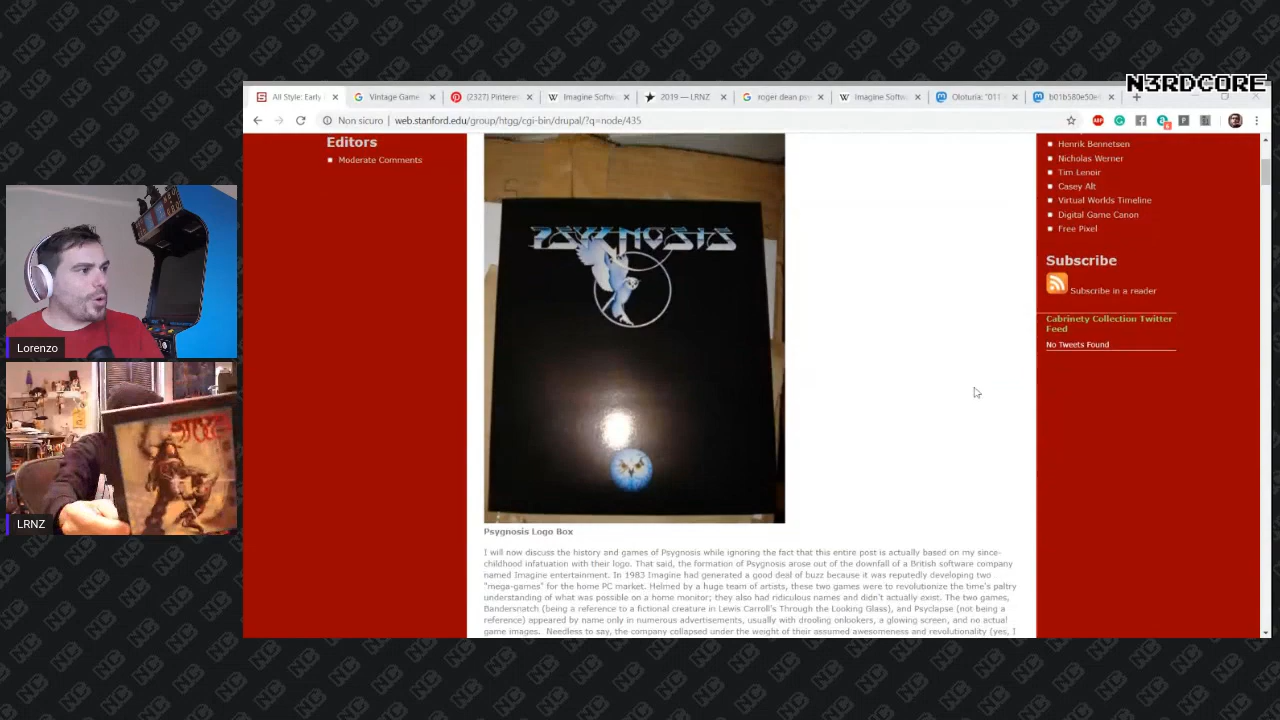 N3RDCORE
All Style: Early
Vintage Game
(2327) Pinteres
Imagine Softw
2019 — LRNZ
roger dean ps
Imagine Softw
Oloturia: "011
b01b580e50e
Non sicuro
web.stanford.edu/group/htgg/cgi-bin/drupal/?q=node/435
Editors
Moderate Comments
PSYGNOSIS
Henrik Bennetsen
Nicholas Werner
Tim Lenoir
Casey Alt
Virtual Worlds Timeline
Digital Game Canon
Free Pixel
Subscribe
Subscribe in a reader
Cabrinety Collection Twitter
Feed
No Tweets Found
Lorenzo
LRNZ
Psygnosis Logo Box
I will now discuss the history and games of Psygnosis while ignoring the fact that this entire post is actually based on my since-
childhood infatuation with their logo. That said, the formation of Psygnosis arose out of the downfall of a British software company
named Imagine entertainment. In 1983 Imagine had generated a good deal of buzz because it was reputedly developing two
"mega-games" for the home PC market. Helmed by a huge team of artists, these two games were to revolutionize the time's paltry
understanding of what was possible on a home monitor; they also had ridiculous names and didn't actually exist. The two games,
Bandersnatch (being a reference to a fictional creature in Lewis Carroll's Through the Looking Glass), and Psyclapse (not being a
reference) appeared by name only in numerous advertisements, usually with drooling onlookers, a glowing screen, and no actual
game images. Needless to say, the company collapsed under the weight of their assumed awesomeness and revolutionality (yes, I